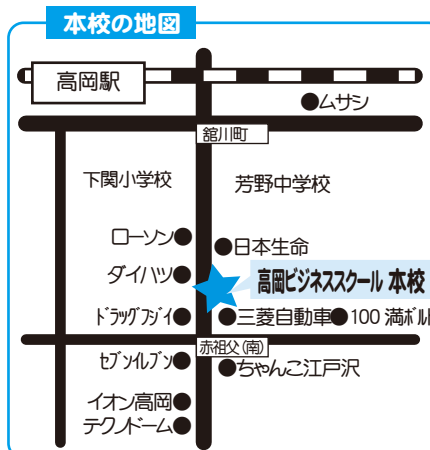 本校の地図
高岡駅
●ムサシ
舘川町
下関小学校
芳野中学校
ローソン●
●日本生命
ダイハツ●
高岡ビジネススクール 本校
ドラッグフジイ●
●三菱自動車●100 満ボルト
赤祖父(南)
セブンイレブン●
●ちゃんこ江戸沢
イオン高岡●
テクノドーム●